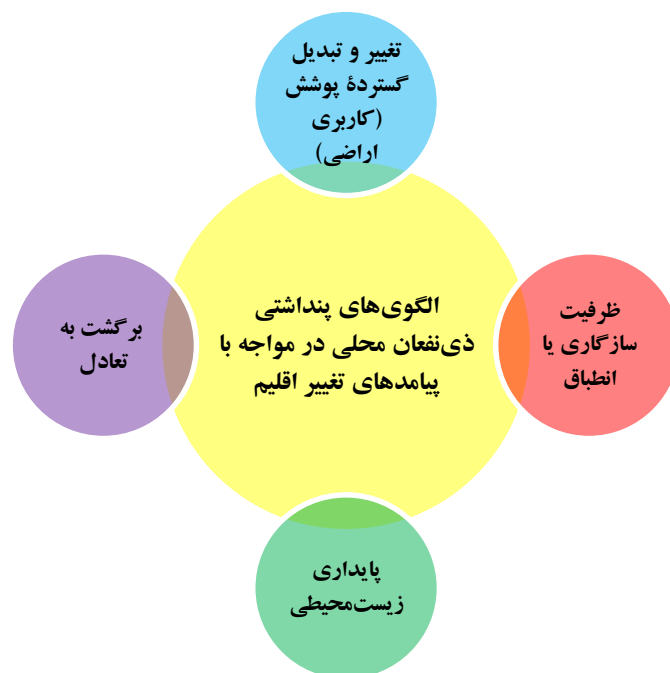 تغییر و تبدیل
گستردهٔ پوشش
(کاربری
اراضی)
الگوی‌های پنداشتی
ذی‌نفعان محلی در مواجه با
پیامدهای تغییر اقلیم
ظرفیت
سازگاری یا
انطباق
برگشت به
تعادل
پایداری
زیست‌محیطی